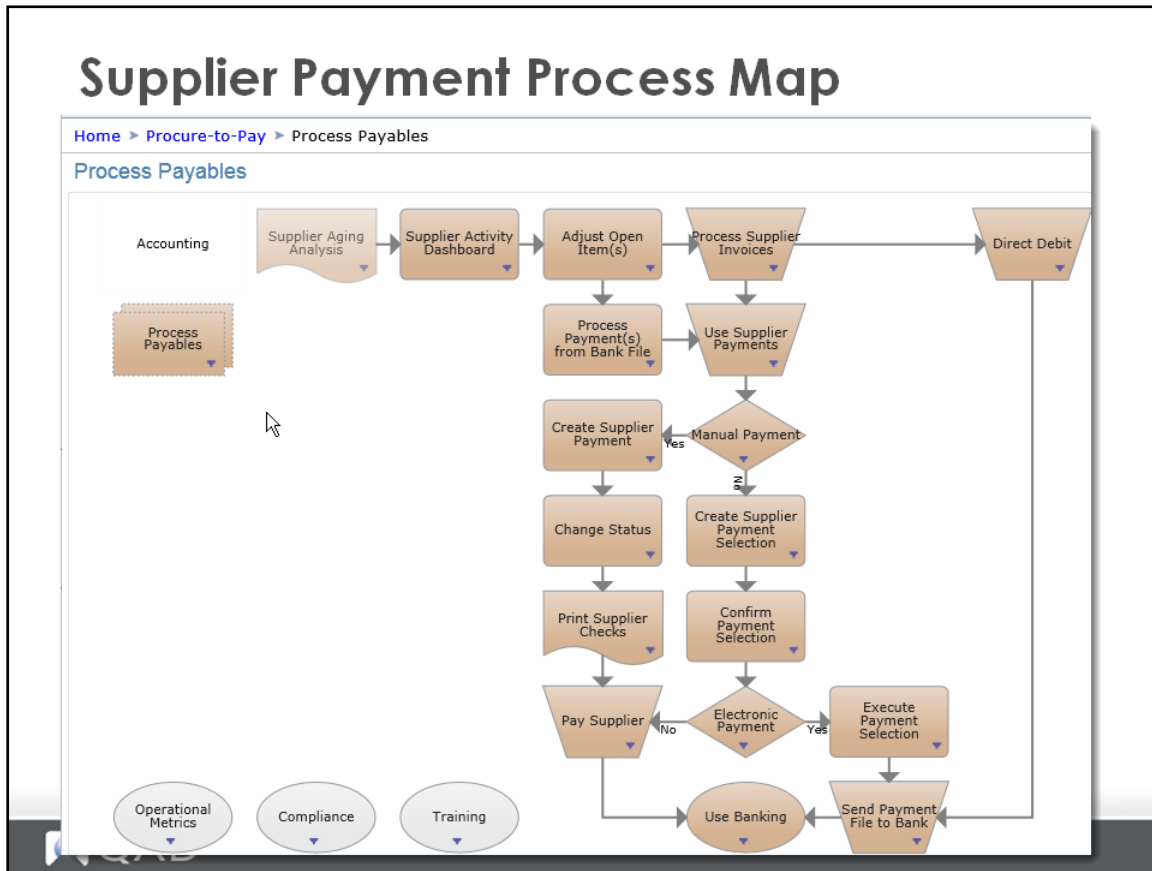 Supplier Payment Process Map
Home ➤ Procure-to-Pay ➤ Process Payables
Process Payables
Accounting
Supplier Aging
Analysis
Supplier Activity
Dashboard
Adjust Open
Item(s)
Process Supplier
Invoices
Direct Debit
Process
Payables
Process
Payment(s)
from Bank File
Use Supplier
Payments
Create Supplier
Payment
Yes
Manual Payment
No
Change Status
Create Supplier
Payment
Selection
Print Supplier
Checks
Confirm
Payment
Selection
Pay Supplier
No
Electronic
Payment
Yes
Execute
Payment
Selection
Operational
Metrics
Compliance
Training
Use Banking
Send Payment
File to Bank